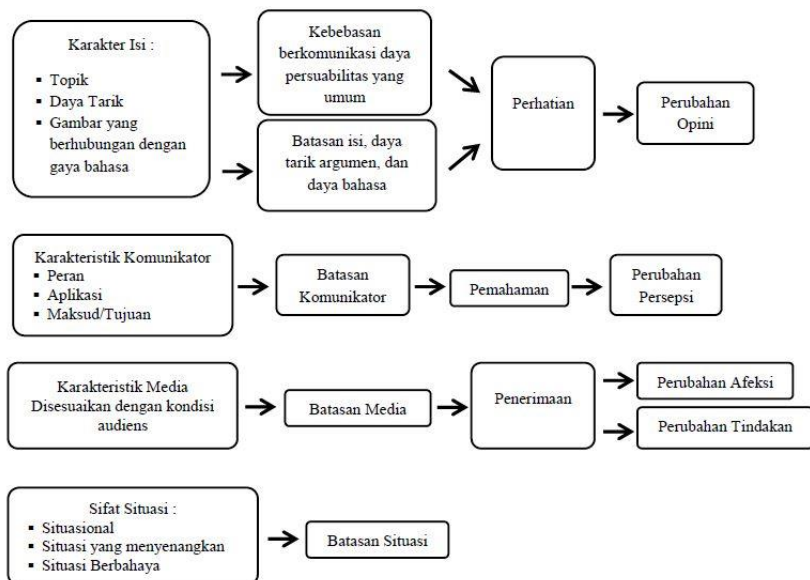 Karakter Isi :
▪ Topik
▪ Daya Tarik
▪ Gambar yang
berhubungan dengan
gaya bahasa
Kebebasan
berkomunikasi daya
persuabilitas yang
umum
Batasan isi, daya
tarik argumen, dan
daya bahasa
Perhatian
Perubahan
Opini
Karakteristik Komunikator
▪ Peran
▪ Aplikasi
▪ Maksud/Tujuan
Batasan
Komunikator
Pemahaman
Perubahan
Persepsi
Karakteristik Media
Disesuaikan dengan kondisi
audiens
Batasan Media
Penerimaan
Perubahan Afeksi
Perubahan Tindakan
Sifat Situasi :
▪ Situasional
▪ Situasi yang menyenangkan
▪ Situasi Berbahaya
Batasan Situasi